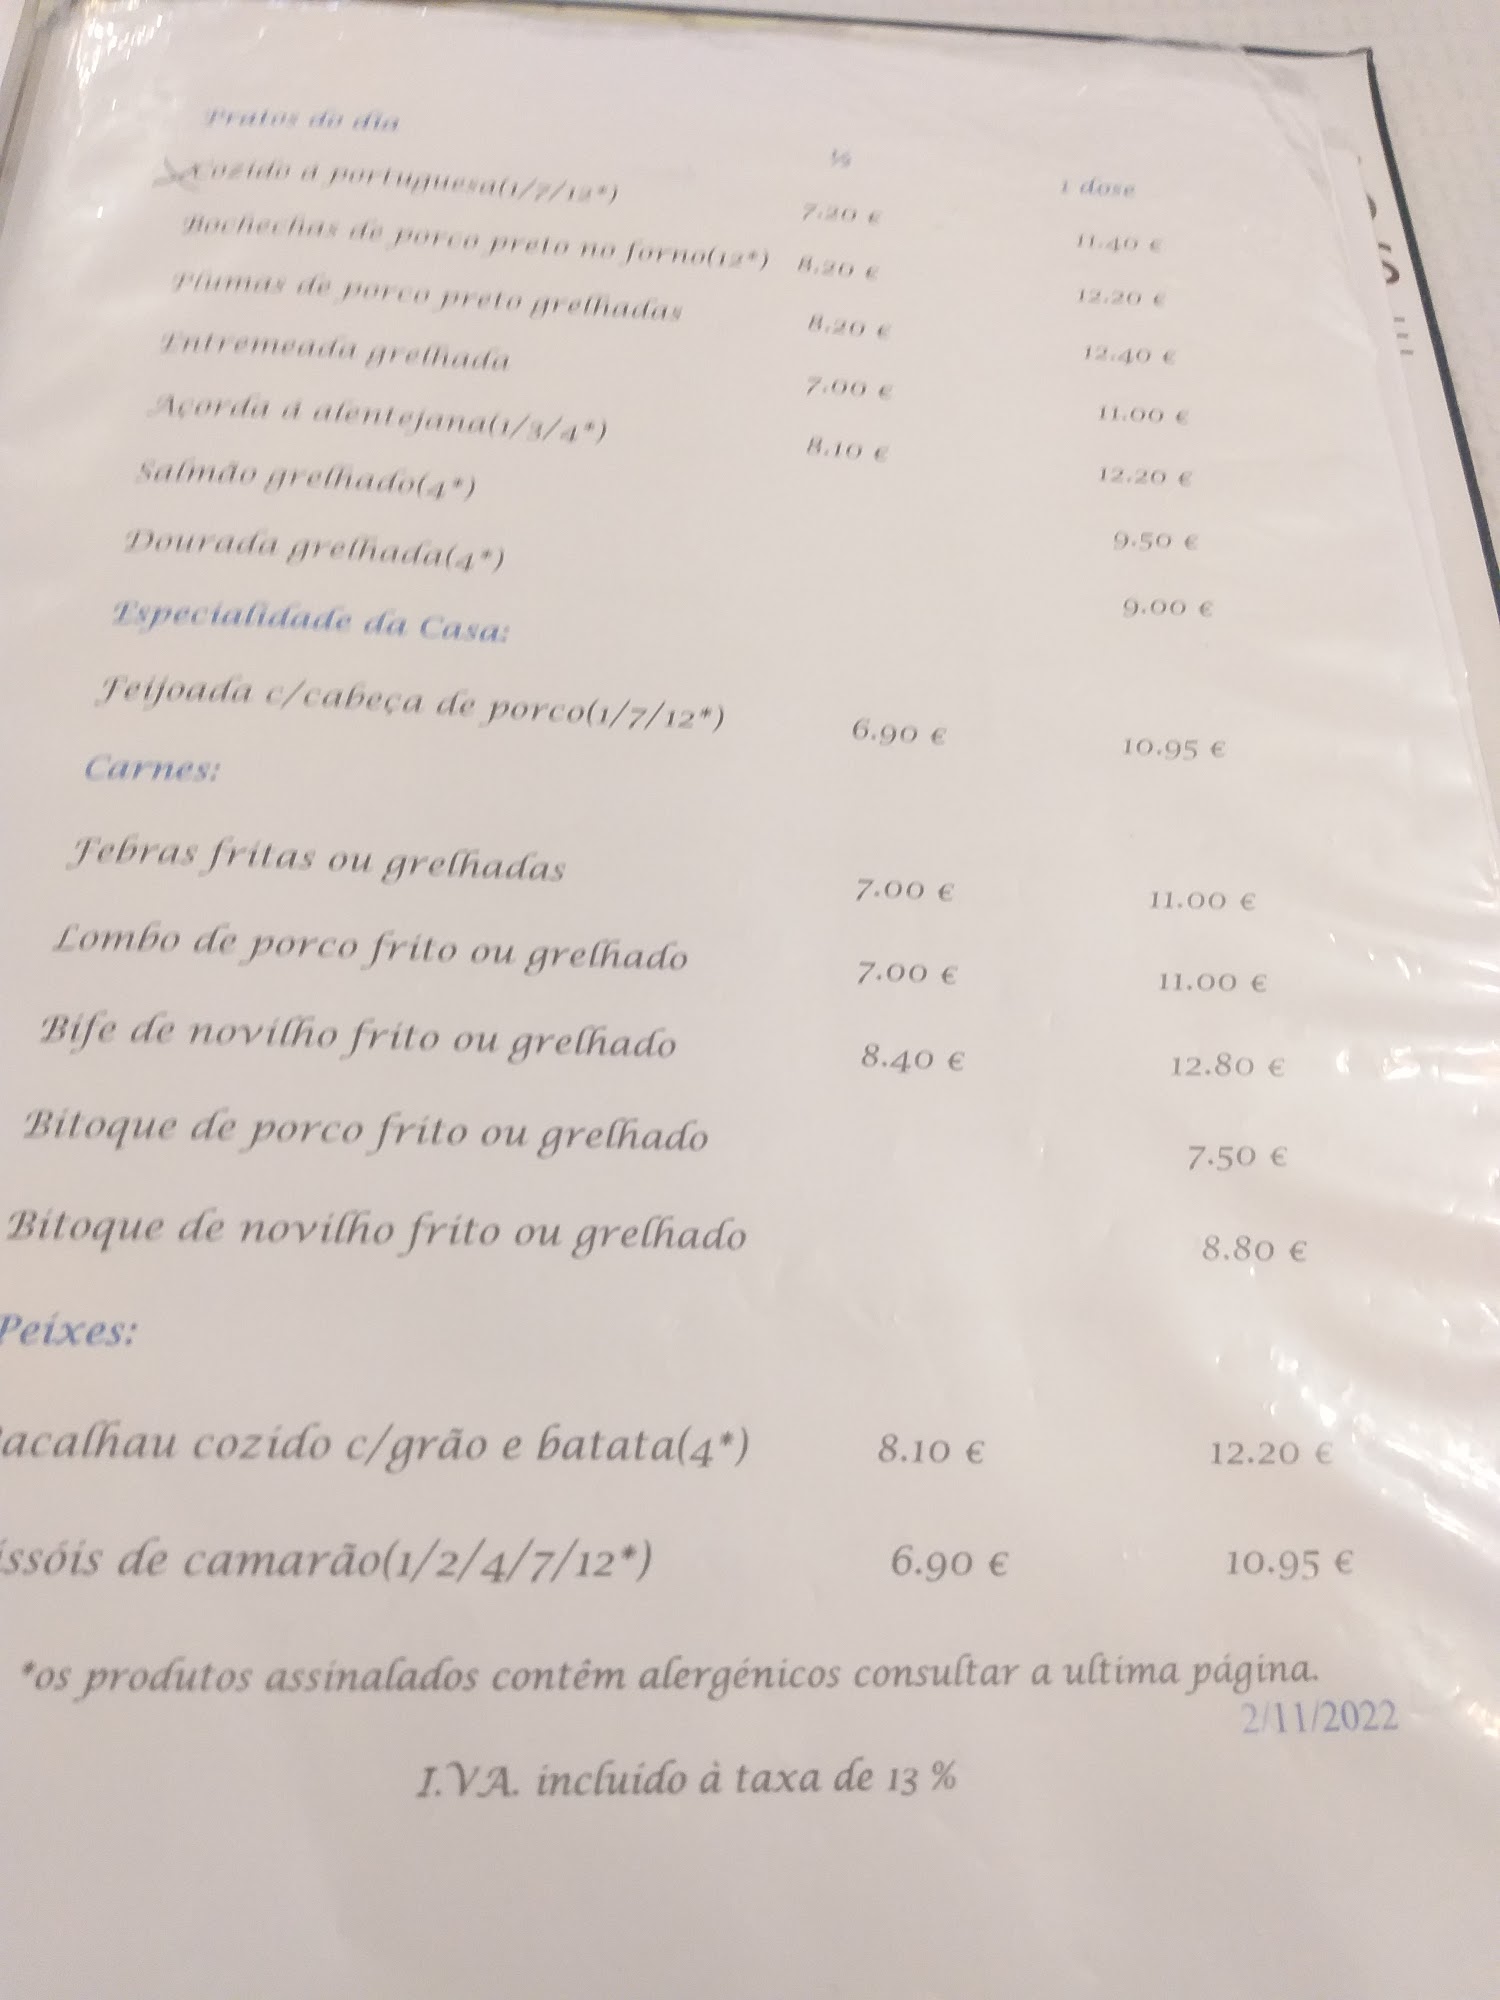 Pratos do dia
½ 1 dose
Cozido á portuguesa(1/7/12*) 7.20 € 11.40 €
Bochechas de porco preto no forno(12*) 8.20 € 12.20 €
Plumas de porco preto grelhadas 8.20 € 12.40 €
Entremeada grelhada 7.00 € 11.00 €
Açorda á alentejana(1/3/4*) 8.10 € 12.20 €
Salmão grelhado(4*) 9.50 €
Dourada grelhada(4*) 9.00 €
Especialidade da Casa:
Feijoada c/cabeça de porco(1/7/12*) 6.90 € 10.95 €
Carnes:
Febras fritas ou grelhadas 7.00 € 11.00 €
Lombo de porco frito ou grelhado 7.00 € 11.00 €
Bife de novilho frito ou grelhado 8.40 € 12.80 €
Bitoque de porco frito ou grelhado 7.50 €
Bitoque de novilho frito ou grelhado 8.80 €
Peixes:
acalhau cozido c/grão e batata(4*) 8.10 € 12.20 €
issóis de camarão(1/2/4/7/12*) 6.90 € 10.95 €
*os produtos assinalados contêm alergénicos consultar a ultima página.
2/11/2022
I.V.A. incluido à taxa de 13 %